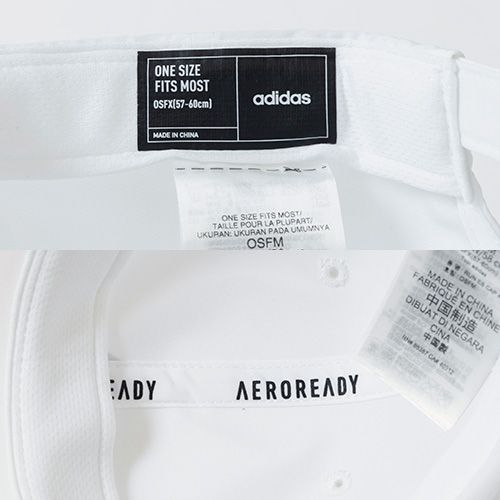 ONE SIZE
FITS MOST
OSFX(57-60cm)
MADE IN CHINA
adidas
ONE SIZE FITS MOST/
TAILLE POUR LA PLUPART/
UKURAN: UKURAN PADA UMUMNYA
OSFM
MADE IN CHINA/
FABRIQUE EN CHINE/
中国制造
DIBUAT DI NEGARA
CINA
中国製
EADY
AEROREADY